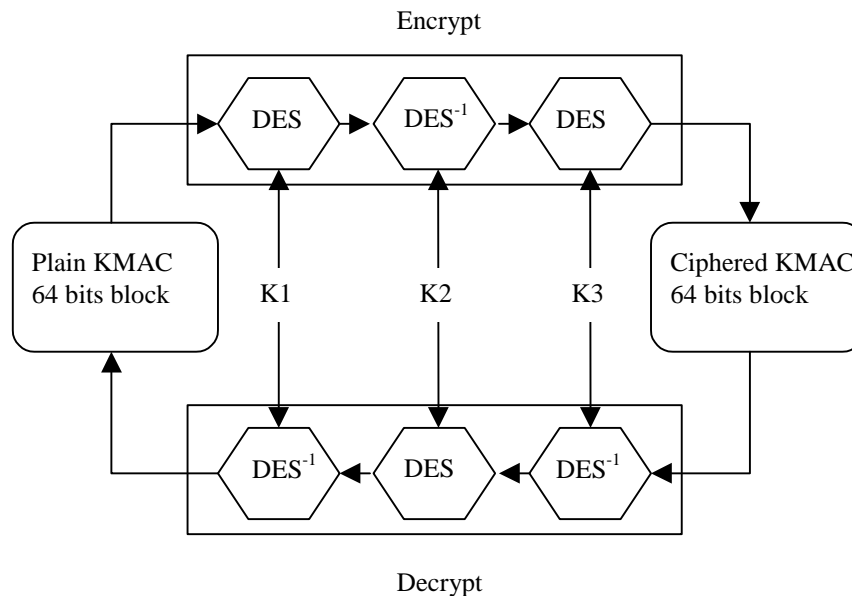 Encrypt
DES
DES⁻¹
DES
Plain KMAC
64 bits block
K1
K2
K3
Ciphered KMAC
64 bits block
DES⁻¹
DES
DES⁻¹
Decrypt